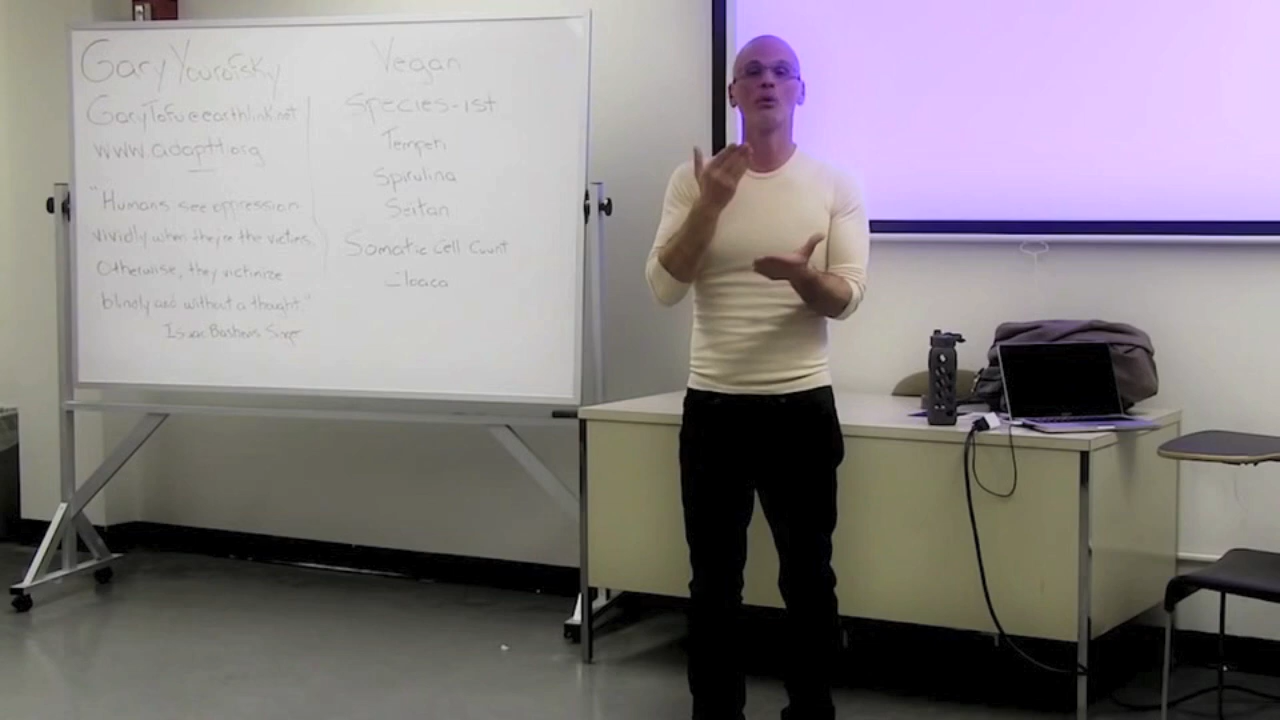 Gary Yourofsky
GaryTofu@earthlink.net
www.adaptt.org
"Humans see oppression
vividly when they're the victims.
Otherwise, they victimize
blindly and without a thought."
Isaac Bashevis Singer
Vegan
Species-ist
Tempeh
Spirulina
Seitan
Somatic Cell Count
Cloaca